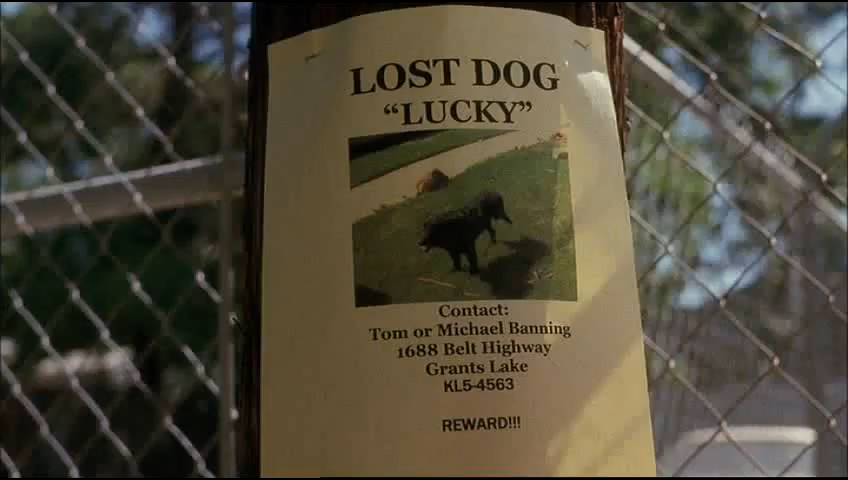 LOST DOG
“LUCKY”
Contact:
Tom or Michael Banning
1688 Belt Highway
Grants Lake
KL5-4563
REWARD!!!